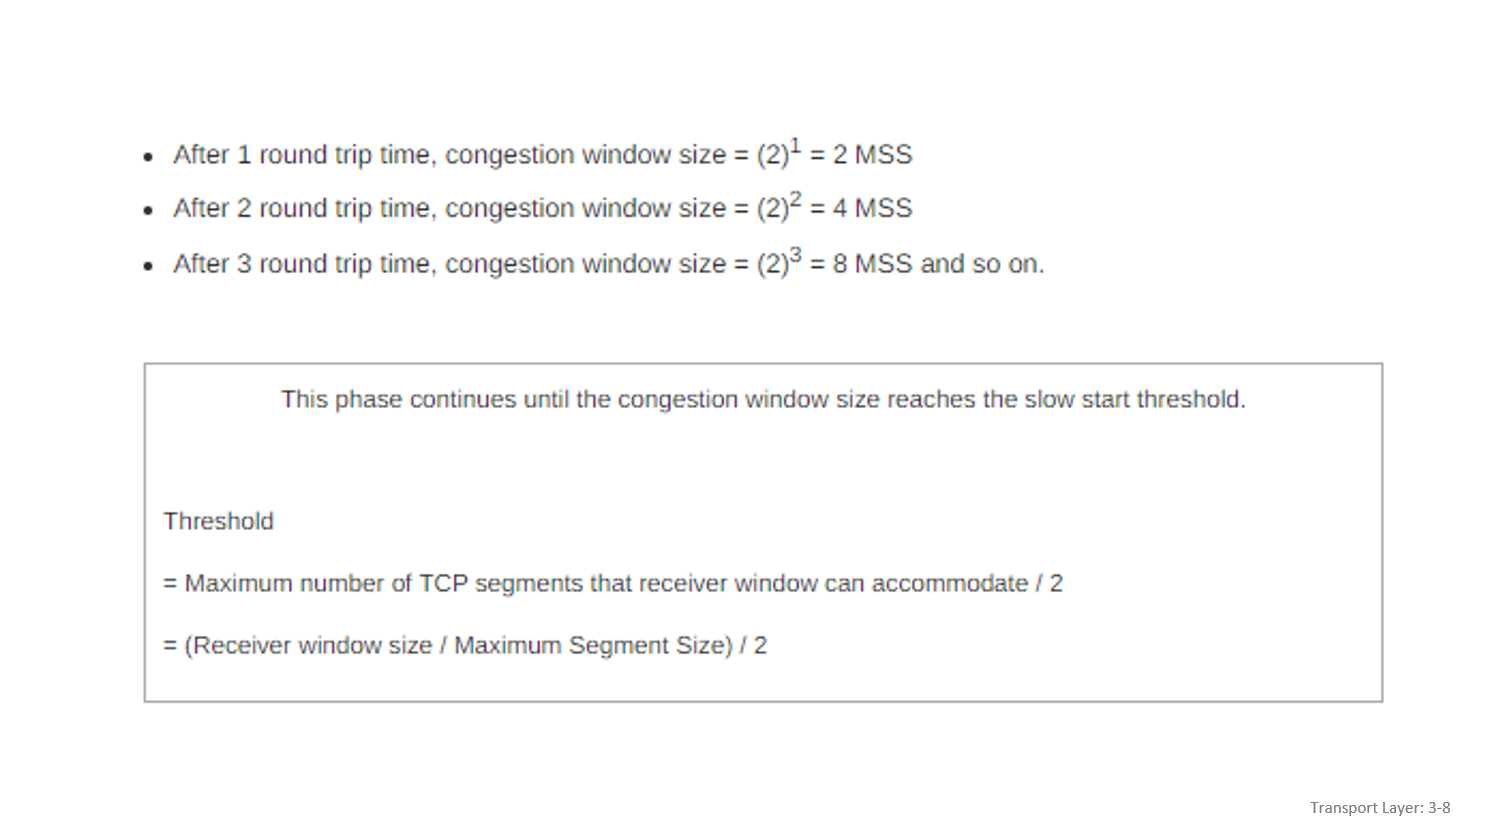 • After 1 round trip time, congestion window size = (2)¹ = 2 MSS
• After 2 round trip time, congestion window size = (2)² = 4 MSS
• After 3 round trip time, congestion window size = (2)³ = 8 MSS and so on.
This phase continues until the congestion window size reaches the slow start threshold.
Threshold
= Maximum number of TCP segments that receiver window can accommodate / 2
= (Receiver window size / Maximum Segment Size) / 2
Transport Layer: 3-8